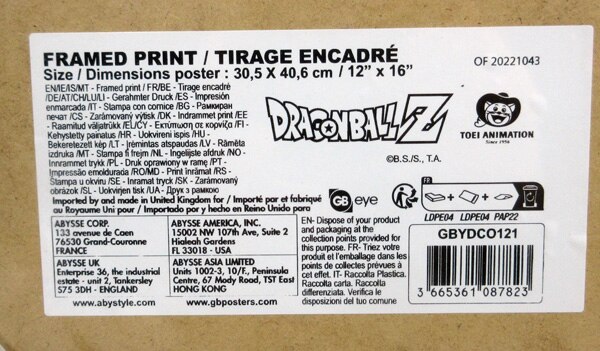 FRAMED PRINT / TIRAGE ENCADRÉ
OF 20221043
Size / Dimensions poster : 30,5 X 40,6 cm / 12” x 16”
EN/IE/IS/MT - Framed print / FR/BE - Tirage encadré
/DE/AT/CH/LU/LI - Gerahmter Druck /ES - Impresión
enmarcada /IT - Stampa con cornice /BG - Рамкиран
печат /CS - Zarámovaný výtisk /DK - Indrammet print /EE
- Raamitud väljatrükk /EL/CY - Εκτύπωση σε κορνίζα /FI -
Kehystetty painatus /HR - Uokvireni ispis /HU -
Bekeretezett kép /LT - Įrėmintas atspaudas /LV - Rāmēta
izdruka /MT - Stampa fi frejm /NL - Ingelijste afdruk /NO -
Innrammet trykk /PL - Druk oprawiony w ramę /PT -
Impressão emoldurada /RO/MD - Print înrămat /RS -
Stampa u okviru /SE - Inramat tryck /SK - Zarámovaný
obrázok /SL - Uokvirjen tisk /UA - Друк з рамкою
DRAGONBALL Z
©B.S./S., T.A.
TOEI ANIMATION
Since 1956
Imported by and made in United Kingdom for / Importé par et fabriqué
au Royaume Uni pour / Importado por y hecho en Reino Unido para
GB eye
FR
LDPE04 LDPE04 PAP22
ABYSSE CORP.
133 avenue de Caen
76530 Grand-Couronne
FRANCE
ABYSSE AMERICA, INC.
15002 NW 107th Ave, Suite 2
Hialeah Gardens
FL 33018 - USA
ABYSSE UK
Enterprise 36, the industrial
estate - unit 2, Tankersley
S75 3DH - ENGLAND
ABYSSE ASIA LIMITED
Units 1002-3, 10/F., Peninsula
Centre, 67 Mody Road, TST East
HONG KONG
www.abystyle.com
www.gbposters.com
EN- Dispose of your product
and packaging at the
collection points provided
for this purpose. FR- Triez votre
produit et l'emballage dans les
points de collectes prévues à
cet effet. IT- Raccolta Plastica.
Raccolta carta. Verifica le
disposizioni del tuo comune
GBYDCO121
3 665361 087823